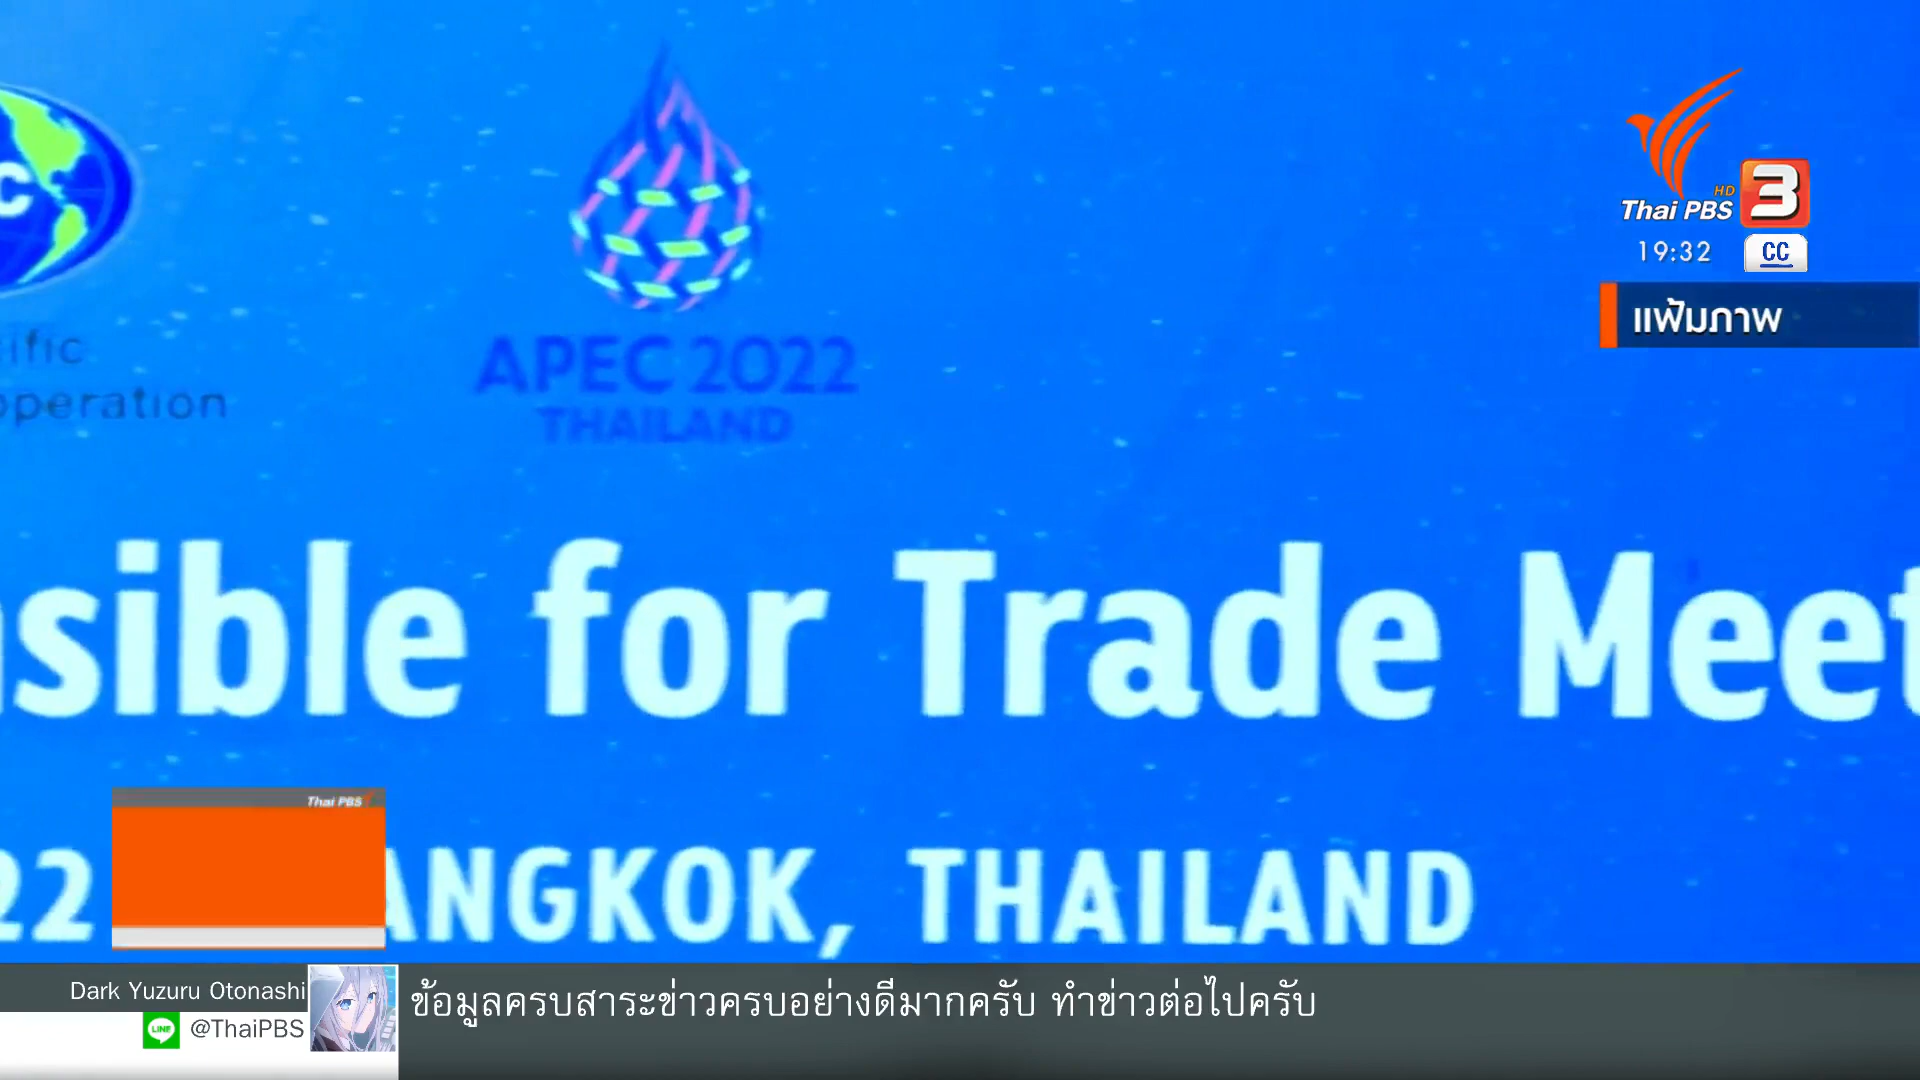 C
ific
operation
APEC 2022
THAILAND
Thai PBS
HD
3
19:32
CC
แฟ้มภาพ
nsible for Trade Meet
Thai PBS
22
ANGKOK, THAILAND
Dark Yuzuru Otonashi
LINE
@ThaiPBS
ข้อมูลครบสาระข่าวครบอย่างดีมากครับ ทำข่าวต่อไปครับ